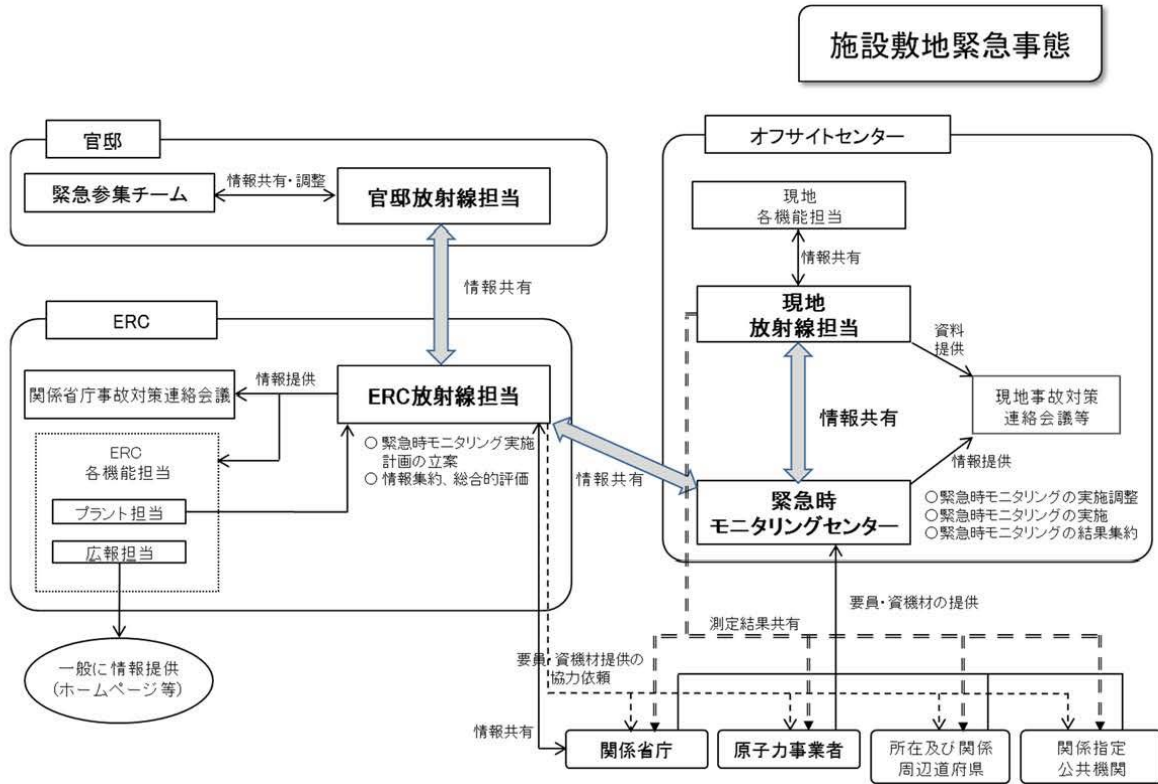 施設敷地緊急事態
官邸
緊急参集チーム
情報共有・調整
官邸放射線担当
情報共有
ERC
関係省庁事故対策連絡会議
情報提供
ERC放射線担当
○ 緊急時モニタリング実施
計画の立案
○ 情報集約、総合的評価
ERC
各機能担当
プラント担当
広報担当
一般に情報提供
(ホームページ等)
情報共有
オフサイトセンター
現地
各機能担当
情報共有
現地
放射線担当
資料
提供
情報共有
現地事故対策
連絡会議等
情報提供
緊急時
モニタリングセンター
○緊急時モニタリングの実施調整
○緊急時モニタリングの実施
○緊急時モニタリングの結果集約
要員・資機材の提供
測定結果共有
要員・資機材提供の
協力依頼
情報共有
関係省庁
原子力事業者
所在及び関係
周辺道府県
関係指定
公共機関